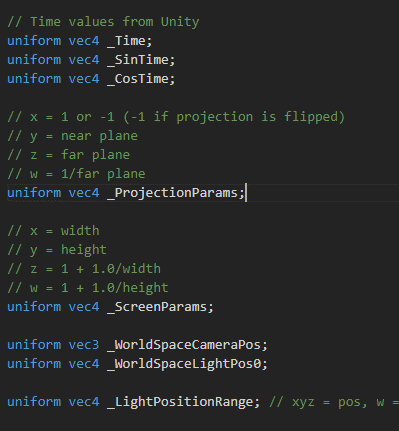 // Time values from Unity
uniform vec4 _Time;
uniform vec4 _SinTime;
uniform vec4 _CosTime;
// x = 1 or -1 (-1 if projection is flipped)
// y = near plane
// z = far plane
// w = 1/far plane
uniform vec4 _ProjectionParams;
// x = width
// y = height
// z = 1 + 1.0/width
// w = 1 + 1.0/height
uniform vec4 _ScreenParams;
uniform vec3 _WorldSpaceCameraPos;
uniform vec4 _WorldSpaceLightPos0;
uniform vec4 _LightPositionRange; // xyz = pos, w =